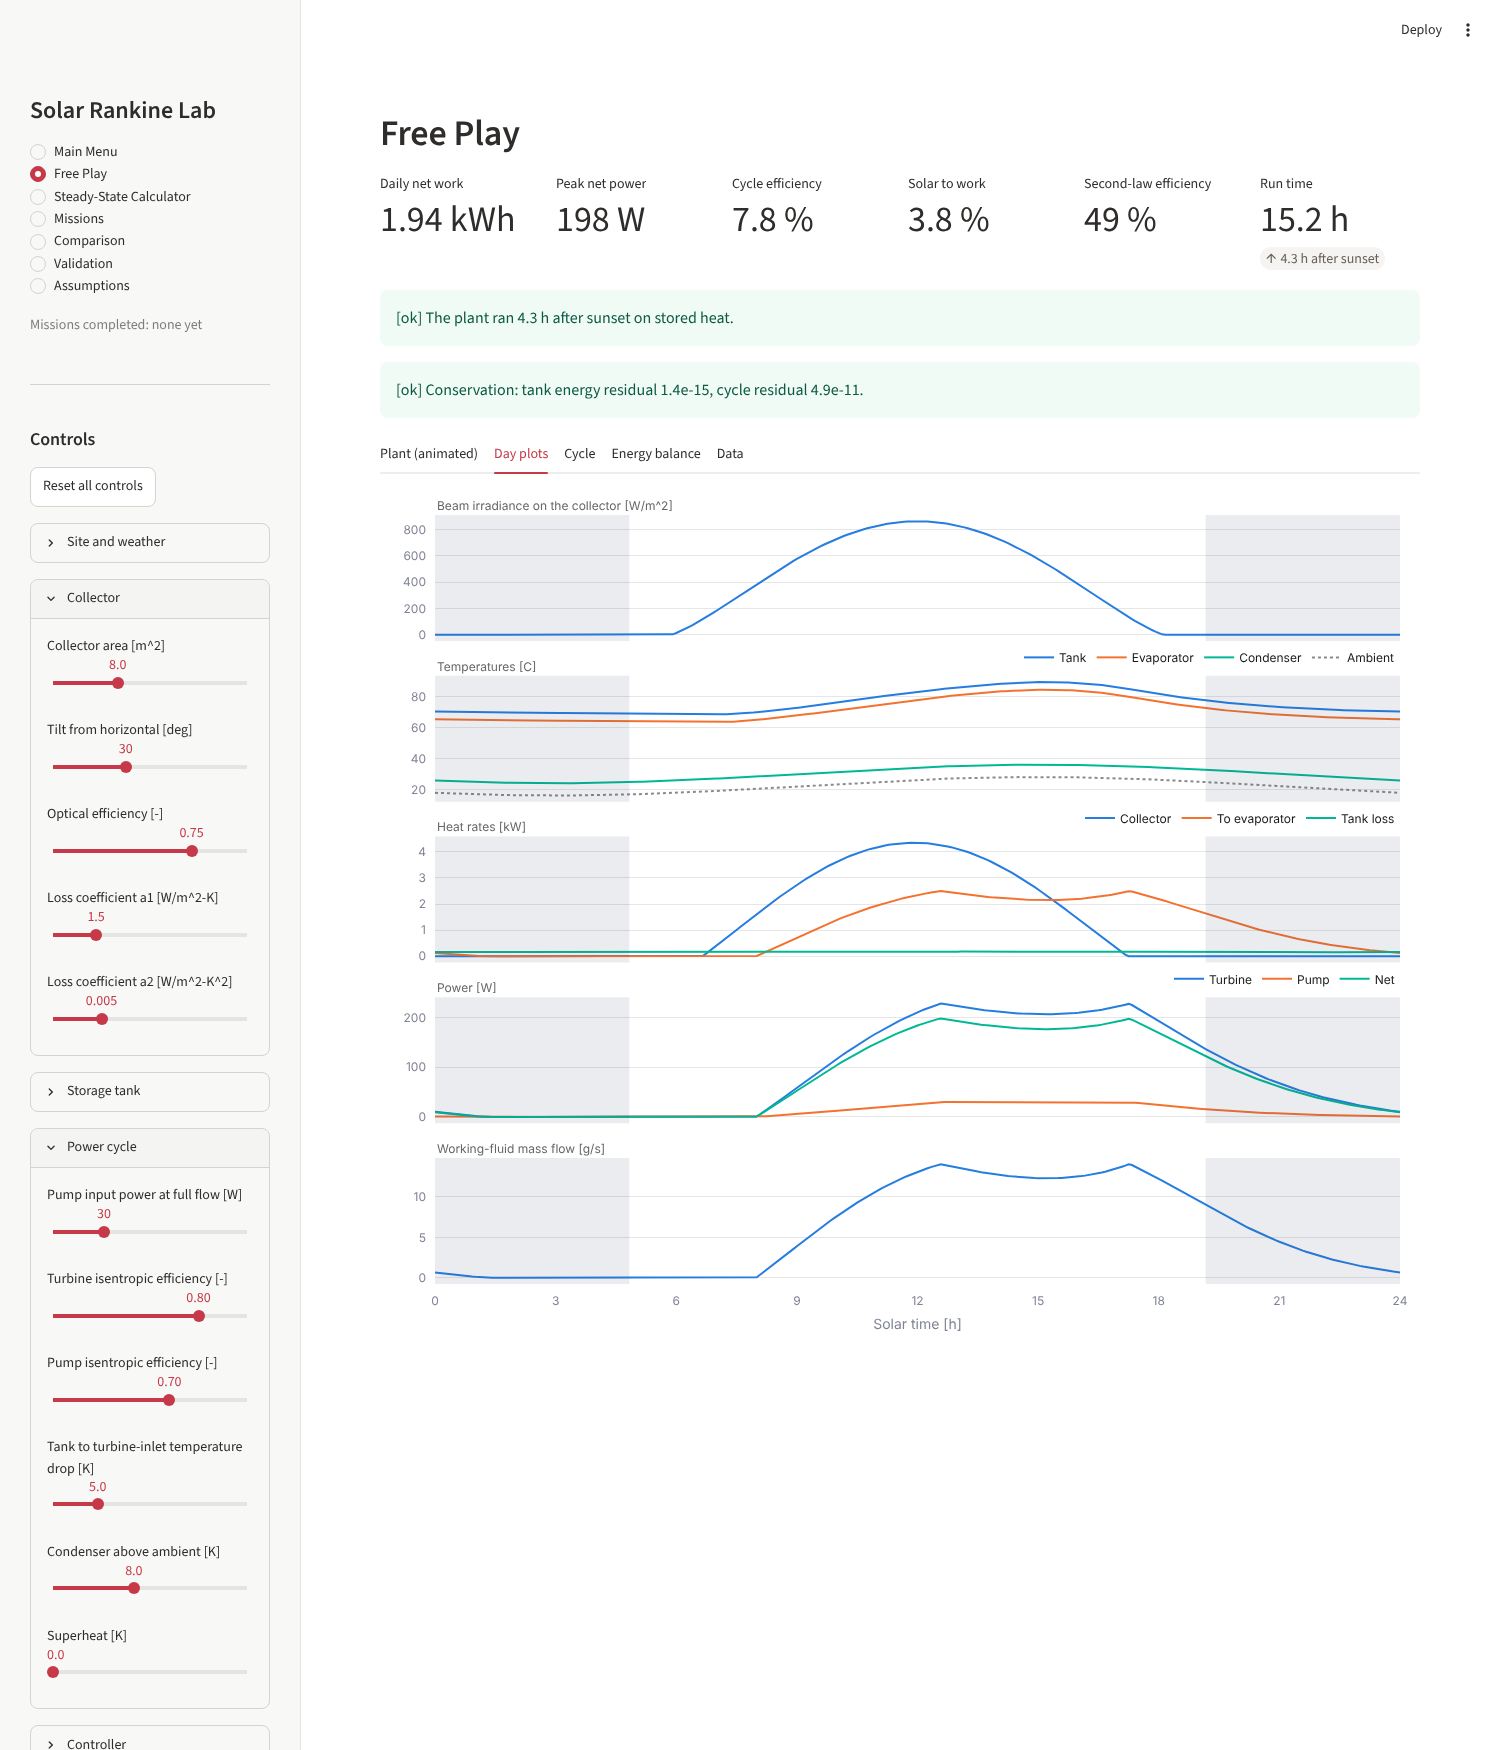 Deploy
Solar Rankine Lab
Main Menu
Free Play
Steady-State Calculator
Missions
Comparison
Validation
Assumptions
Missions completed: none yet
Controls
Reset all controls
Site and weather
Collector
Collector area [m^2]
8.0
Tilt from horizontal [deg]
30
Optical efficiency [-]
0.75
Loss coefficient a1 [W/m^2-K]
1.5
Loss coefficient a2 [W/m^2-K^2]
0.005
Storage tank
Power cycle
Pump input power at full flow [W]
30
Turbine isentropic efficiency [-]
0.80
Pump isentropic efficiency [-]
0.70
Tank to turbine-inlet temperature
drop [K]
5.0
Condenser above ambient [K]
8.0
Superheat [K]
0.0
Controller
Free Play
Daily net work
1.94 kWh
Peak net power
198 W
Cycle efficiency
7.8 %
Solar to work
3.8 %
Second-law efficiency
49 %
Run time
15.2 h
↑ 4.3 h after sunset
[ok] The plant ran 4.3 h after sunset on stored heat.
[ok] Conservation: tank energy residual 1.4e-15, cycle residual 4.9e-11.
Plant (animated) Day plots Cycle Energy balance Data
Beam irradiance on the collector [W/m^2]
800
600
400
200
0
Temperatures [C]
Tank Evaporator Condenser Ambient
80
60
40
20
Heat rates [kW]
Collector To evaporator Tank loss
4
3
2
1
0
Power [W]
Turbine Pump Net
200
100
0
Working-fluid mass flow [g/s]
10
5
0
0 3 6 9 12 15 18 21 24
Solar time [h]